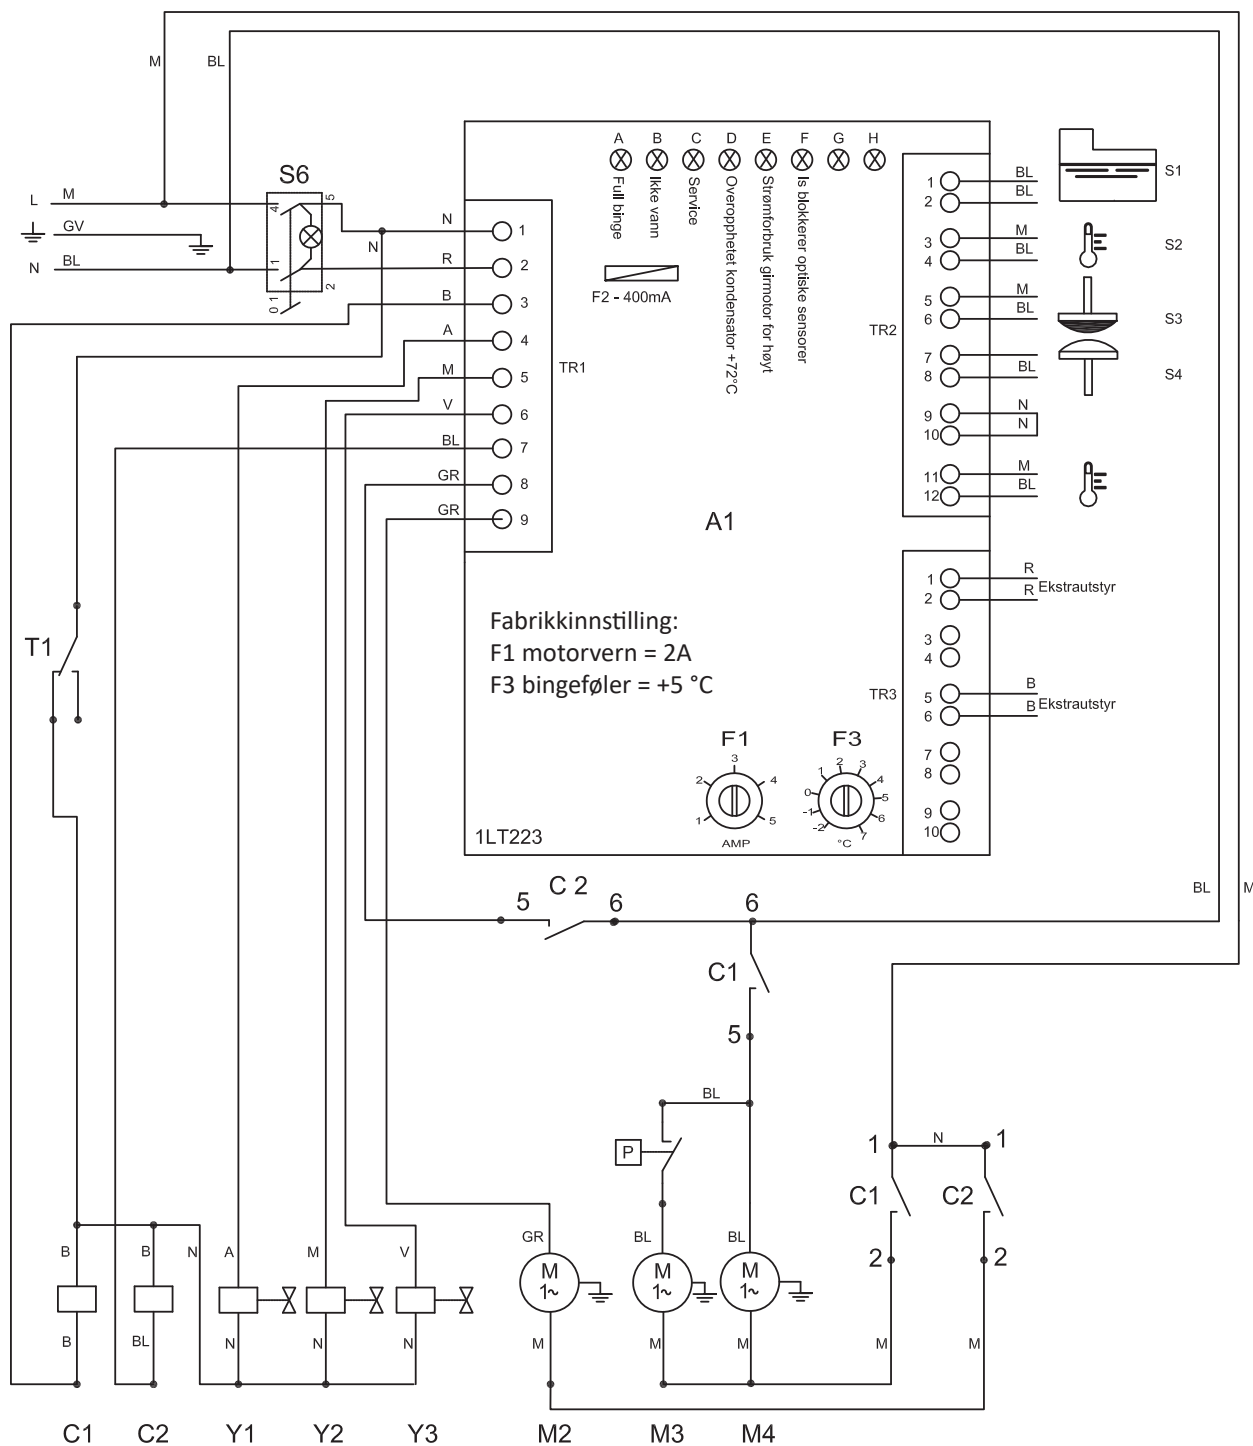 M
BL
A B C D E F G H
Full binge
Ikke vann
Service
Overopphetet kondensator +72°C
Strømforbruk girmotor for høyt
Is blokkerer optiske sensorer
F2 - 400mA
S6
L M
GV
N BL
4 5
1 2
0 1
N
N 1
R 2
B 3
A 4
M 5
V 6
BL 7
GR 8
GR 9
TR1
A1
TR2
1 BL
2 BL
S1
3 M
4 BL
S2
5 M
6 BL
S3
7
8 BL
S4
9 N
10 N
11 M
12 BL
TR3
1 R
2 R
Ekstrautstyr
3
4
5 B
6 B
Ekstrautstyr
7
8
9
10
Fabrikkinnstilling:
F1 motorvern = 2A
F3 bingeføler = +5 °C
F1
1 2 3 4 5
AMP
F3
-2 -1 0 1 2 3 4 5 6 7
°C
1LT223
T1
BL M
5 C 2 6 6
C1
5
BL
P
1 N 1
C1 C2
2 2
B B N A M V GR BL BL
M M M
1~ 1~ 1~
B BL N N N M M M M M
C1 C2 Y1 Y2 Y3 M2 M3 M4